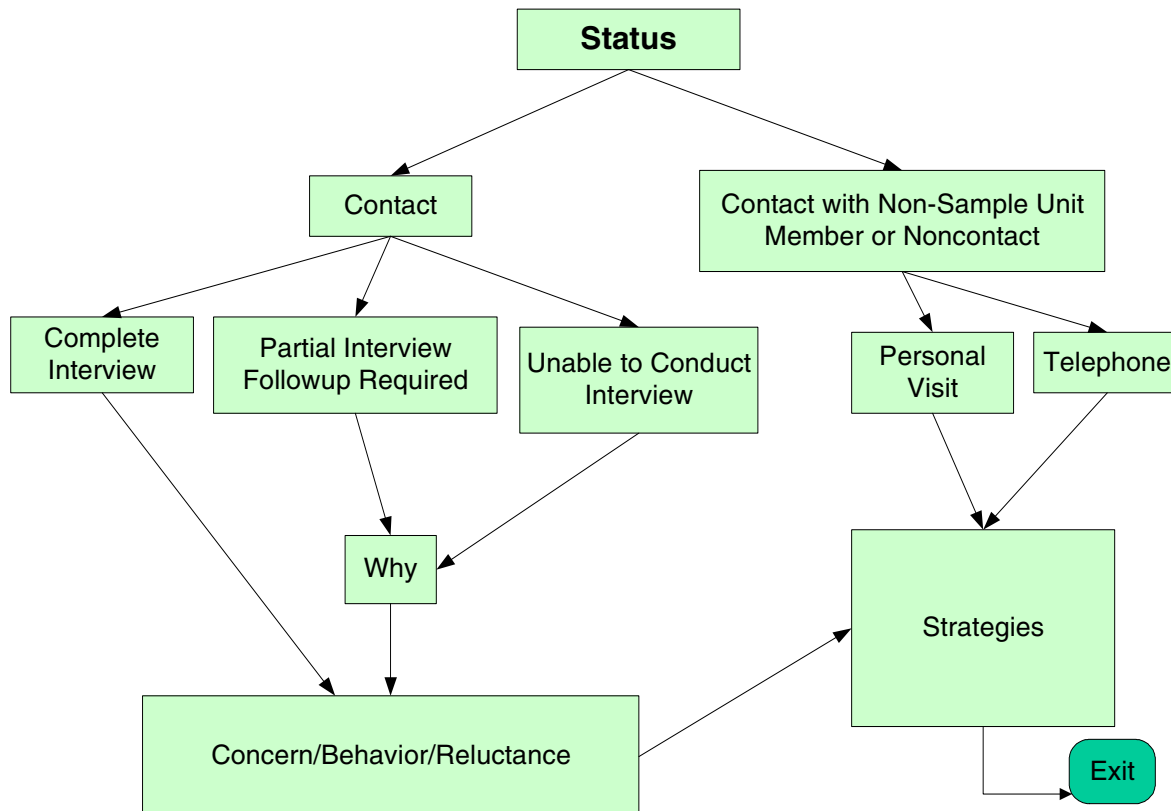 Status
Contact
Contact with Non-Sample Unit
Member or Noncontact
Complete
Interview
Partial Interview
Followup Required
Unable to Conduct
Interview
Personal
Visit
Telephone
Why
Strategies
Concern/Behavior/Reluctance
Exit